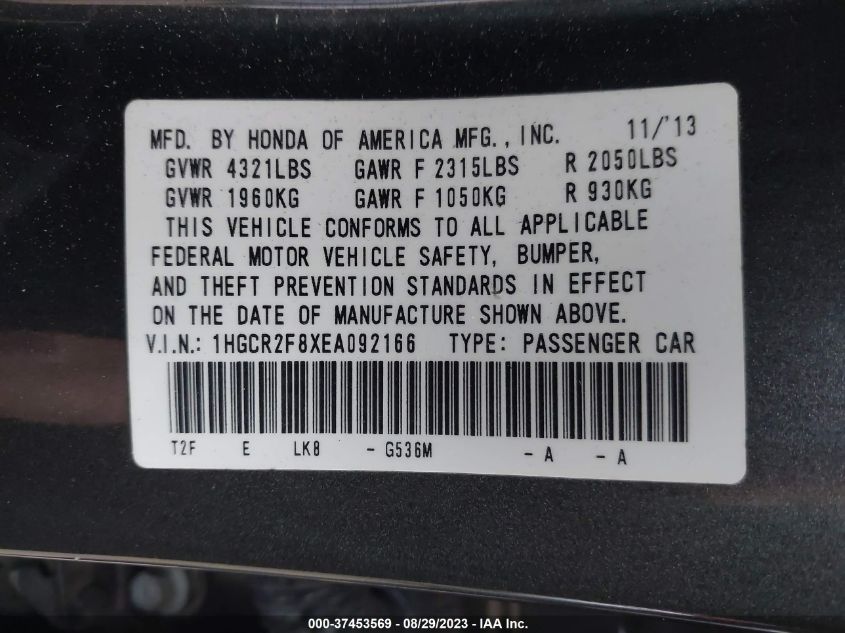 MFD. BY HONDA OF AMERICA MFG., INC. 11/'13
GVWR 4321LBS GAWR F 2315LBS R 2050LBS
GVWR 1960KG GAWR F 1050KG R 930KG
THIS VEHICLE CONFORMS TO ALL APPLICABLE
FEDERAL MOTOR VEHICLE SAFETY, BUMPER,
AND THEFT PREVENTION STANDARDS IN EFFECT
ON THE DATE OF MANUFACTURE SHOWN ABOVE.
V.I.N.: 1HGCR2F8XEA092166 TYPE: PASSENGER CAR
T2F E LK8 - G536M - A - A
000-37453569 - 08/29/2023 - IAA Inc.